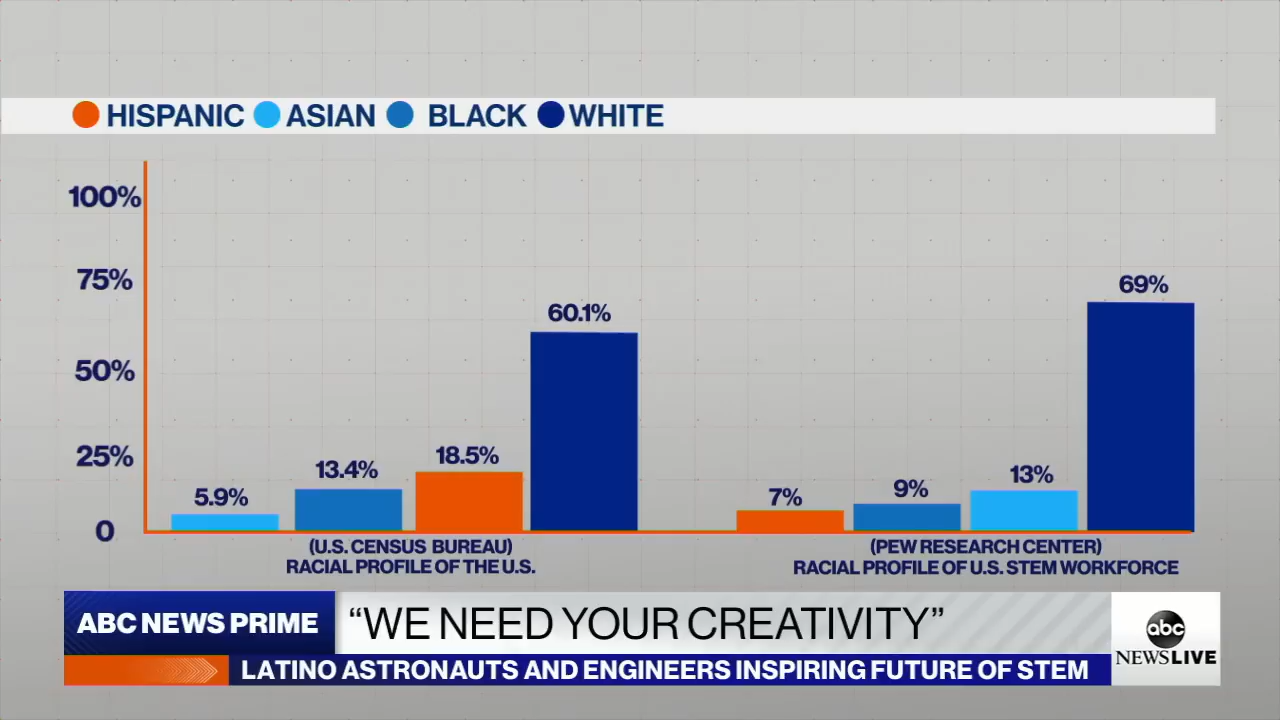 HISPANIC ASIAN BLACK WHITE
100%
75%
50%
25%
0
5.9%
13.4%
18.5%
60.1%
7%
9%
13%
69%
(U.S. CENSUS BUREAU)
RACIAL PROFILE OF THE U.S.
(PEW RESEARCH CENTER)
RACIAL PROFILE OF U.S. STEM WORKFORCE
ABC NEWS PRIME
“WE NEED YOUR CREATIVITY”
LATINO ASTRONAUTS AND ENGINEERS INSPIRING FUTURE OF STEM
abc
NEWS LIVE